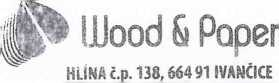 Wood & Paper
HLÍNA č.p. 138, 664 91 IVANČICE